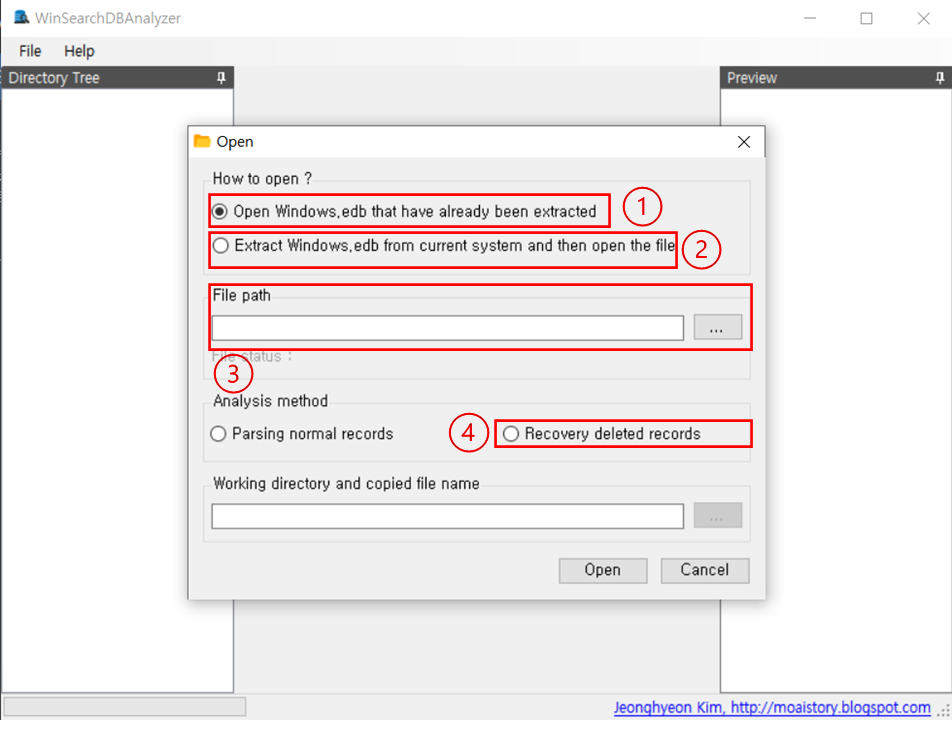 WinSearchDBAnalyzer
File Help
Directory Tree
Preview
Open
How to open ?
Open Windows,edb that have already been extracted
1
Extract Windows,edb from current system and then open the file
2
File path
...
File status :
3
Analysis method
Parsing normal records
4
Recovery deleted records
Working directory and copied file name
...
Open
Cancel
Jeonghyeon Kim, http://moaistory.blogspot.com